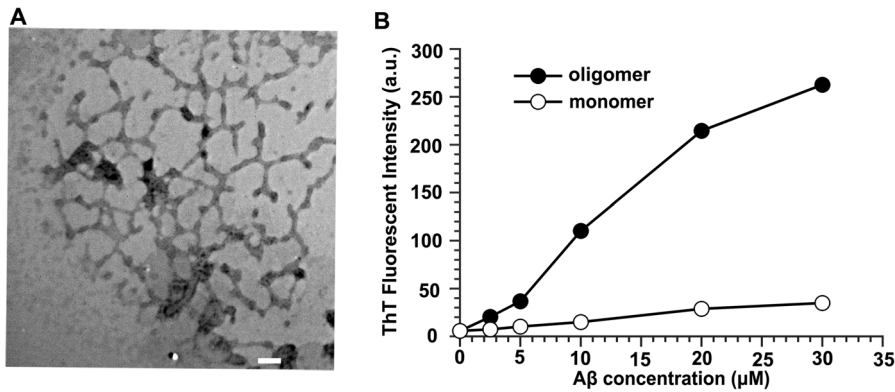 A
B
300
250
200
150
100
50
0
ThT Fluorescent Intensity (a.u.)
oligomer
monomer
0 5 10 15 20 25 30 35
Aβ concentration (μM)